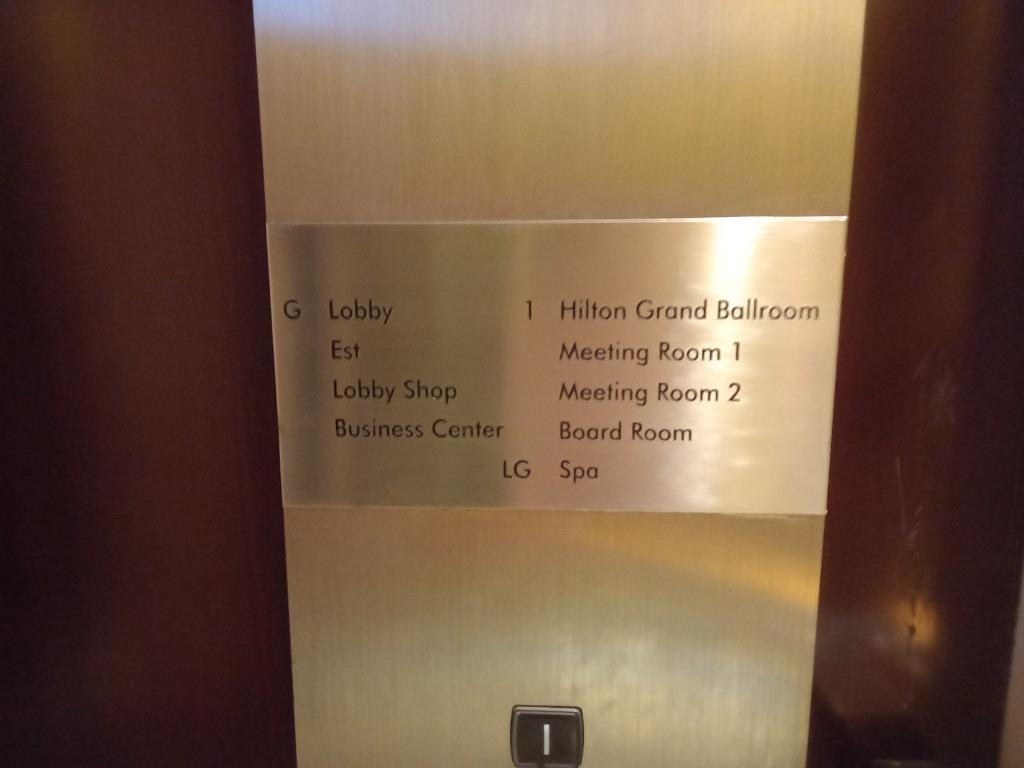 G Lobby
Est
Lobby Shop
Business Center
1 Hilton Grand Ballroom
Meeting Room 1
Meeting Room 2
Board Room
LG Spa
1